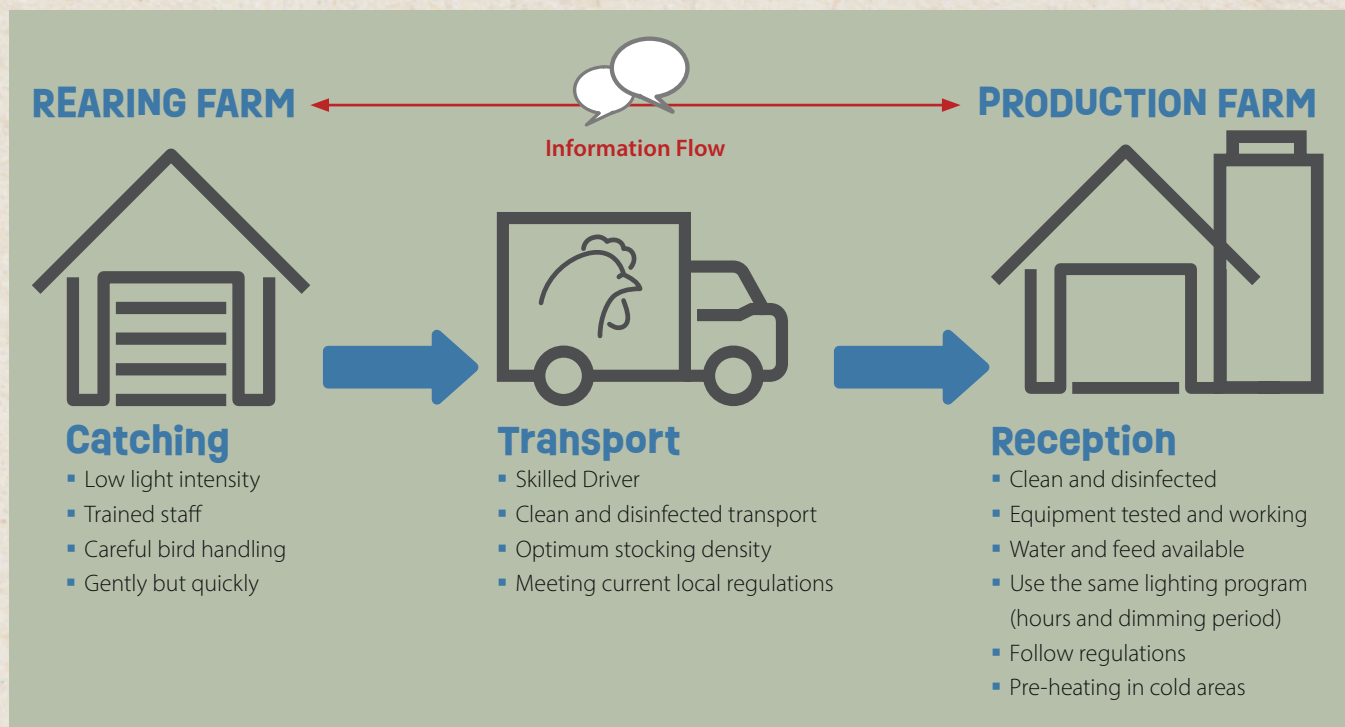 REARING FARM
Information Flow
PRODUCTION FARM
Catching
▪ Low light intensity
▪ Trained staff
▪ Careful bird handling
▪ Gently but quickly
Transport
▪ Skilled Driver
▪ Clean and disinfected transport
▪ Optimum stocking density
▪ Meeting current local regulations
Reception
▪ Clean and disinfected
▪ Equipment tested and working
▪ Water and feed available
▪ Use the same lighting program
(hours and dimming period)
▪ Follow regulations
▪ Pre-heating in cold areas